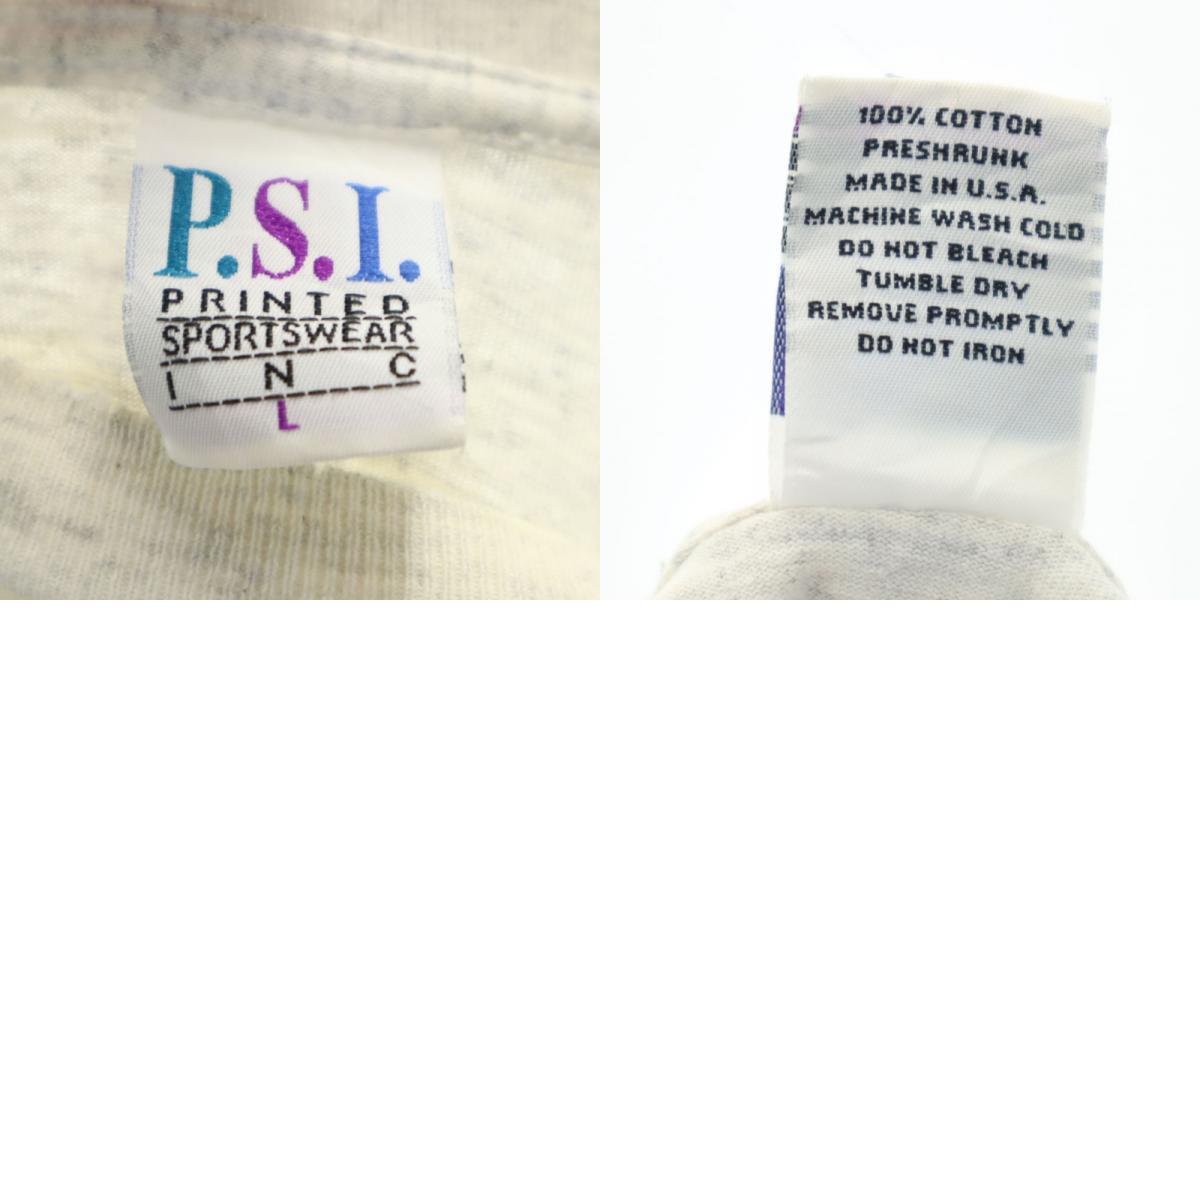 P.S.I.
PRINTED
SPORTSWEAR
INC
L
100% COTTON
PRESHRUNK
MADE IN U.S.A.
MACHINE WASH COLD
DO NOT BLEACH
TUMBLE DRY
REMOVE PROMPTLY
DO NOT IRON